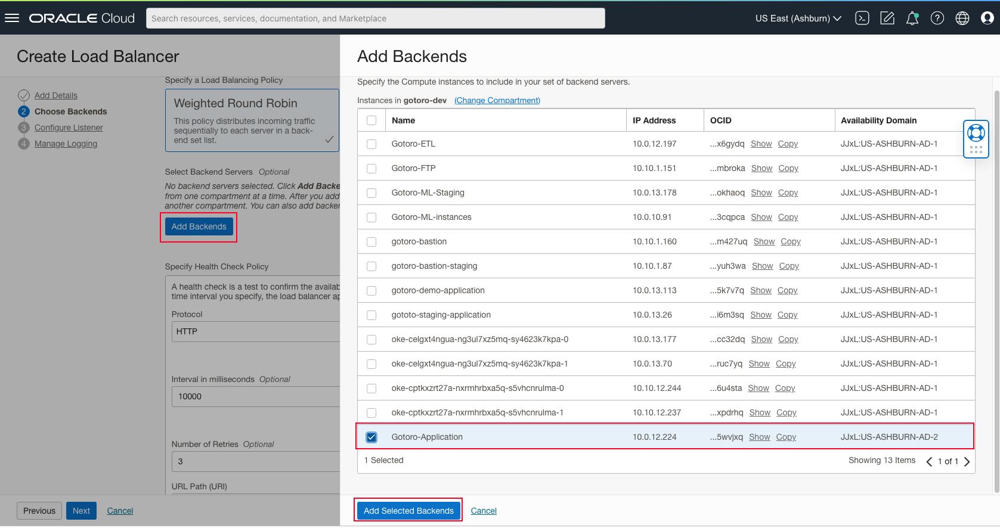 ORACLE Cloud
Search resources, services, documentation, and Marketplace
US East (Ashburn)
Create Load Balancer
Add Details
2 Choose Backends
3 Configure Listener
4 Manage Logging
Specify a Load Balancing Policy
Weighted Round Robin
This policy distributes incoming traffic
sequentially to each server in a back-
end set list.
Select Backend Servers Optional
No backend servers selected. Click Add Backe
from one compartment at a time. After you add
another compartment. You can also add backer
Add Backends
Specify Health Check Policy
A health check is a test to confirm the availab
time interval you specify, the load balancer ap
Protocol
HTTP
Interval in milliseconds Optional
10000
Number of Retries Optional
3
URL Path (URI)
Previous
Next
Cancel
Add Backends
Specify the Compute instances to include in your set of backend servers.
Instances in gotoro-dev (Change Compartment)
Name IP Address OCID Availability Domain
Gotoro-ETL 10.0.12.197 ...x6gydq Show Copy JJxL:US-ASHBURN-AD-1
Gotoro-FTP 10.10.1.151 ...mbroka Show Copy JJxL:US-ASHBURN-AD-1
Gotoro-ML-Staging 10.0.13.178 ...okhaoq Show Copy JJxL:US-ASHBURN-AD-1
Gotoro-ML-instances 10.0.10.91 ...3cqpca Show Copy JJxL:US-ASHBURN-AD-1
gotoro-bastion 10.10.1.160 ...m427uq Show Copy JJxL:US-ASHBURN-AD-1
gotoro-bastion-staging 10.10.1.87 ...yuh3wa Show Copy JJxL:US-ASHBURN-AD-1
gotoro-demo-application 10.0.13.113 ...5k7v7q Show Copy JJxL:US-ASHBURN-AD-1
gototo-staging-application 10.0.13.26 ...i6m3sq Show Copy JJxL:US-ASHBURN-AD-1
oke-celgxt4ngua-ng3ul7xz5mq-sy4623k7kpa-0 10.0.13.177 ...cc32dq Show Copy JJxL:US-ASHBURN-AD-1
oke-celgxt4ngua-ng3ul7xz5mq-sy4623k7kpa-1 10.0.13.70 ...ruc7yq Show Copy JJxL:US-ASHBURN-AD-1
oke-cptkxzrt27a-nxrmhrbxa5q-s5vhcnrulma-0 10.10.12.244 ...6u4sta Show Copy JJxL:US-ASHBURN-AD-1
oke-cptkxzrt27a-nxrmhrbxa5q-s5vhcnrulma-1 10.10.12.237 ...xpdrhq Show Copy JJxL:US-ASHBURN-AD-1
Gotoro-Application 10.0.12.224 ...5wvjxq Show Copy JJxL:US-ASHBURN-AD-2
1 Selected
Showing 13 Items
1 of 1
Add Selected Backends
Cancel